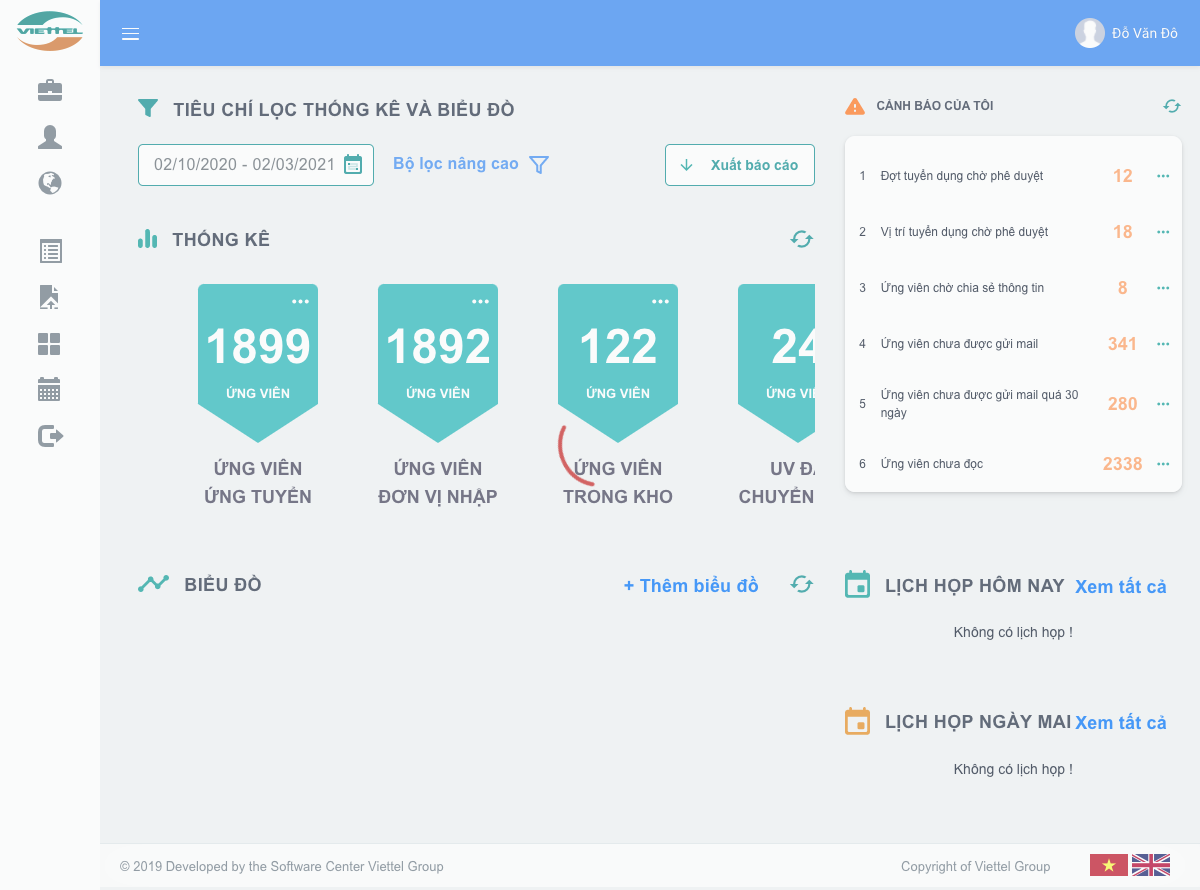 VIETTEL
Đỗ Văn Đô
TIÊU CHÍ LỌC THỐNG KÊ VÀ BIỂU ĐỒ
02/10/2020 - 02/03/2021
Bộ lọc nâng cao
Xuất báo cáo
THỐNG KÊ
1899
ỨNG VIÊN
ỨNG VIÊN
ỨNG TUYỂN
1892
ỨNG VIÊN
ỨNG VIÊN
ĐƠN VỊ NHẬP
122
ỨNG VIÊN
ỨNG VIÊN
TRONG KHO
24
ỨNG
UV
CHUYỂN
BIỂU ĐỒ
+ Thêm biểu đồ
CẢNH BÁO CỦA TÔI
1 Đợt tuyển dụng chờ phê duyệt 12
2 Vị trí tuyển dụng chờ phê duyệt 18
3 Ứng viên chờ chia sẻ thông tin 8
4 Ứng viên chưa được gửi mail 341
5 Ứng viên chưa được gửi mail quá 30
ngày 280
6 Ứng viên chưa đọc 2338
LỊCH HỌP HÔM NAY Xem tất cả
Không có lịch họp !
LỊCH HỌP NGÀY MAI Xem tất cả
Không có lịch họp !
© 2019 Developed by the Software Center Viettel Group
Copyright of Viettel Group